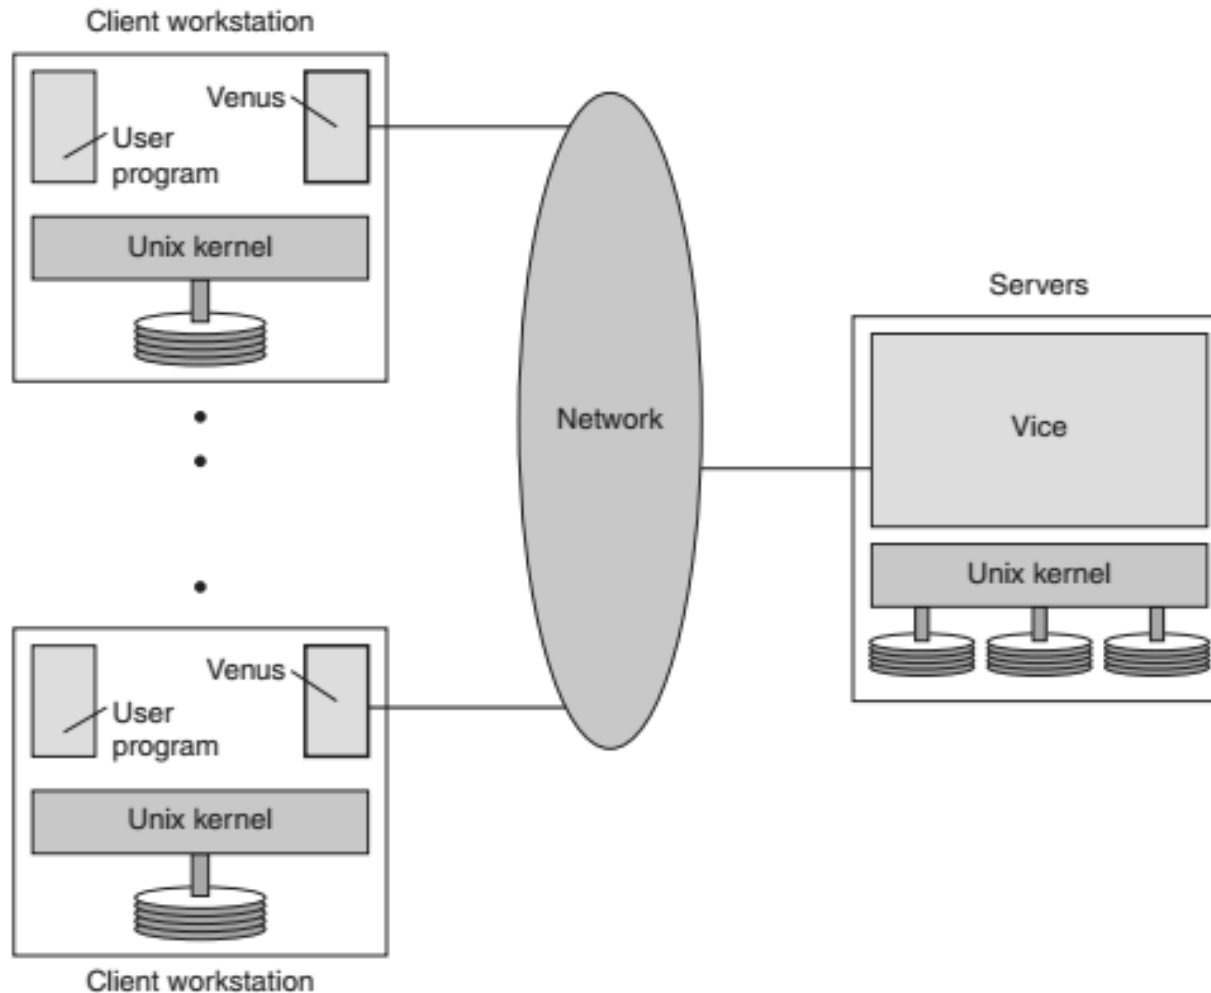 Client workstation
Venus
User
program
Unix kernel
Servers
Network
Vice
Unix kernel
Venus
User
program
Unix kernel
Client workstation